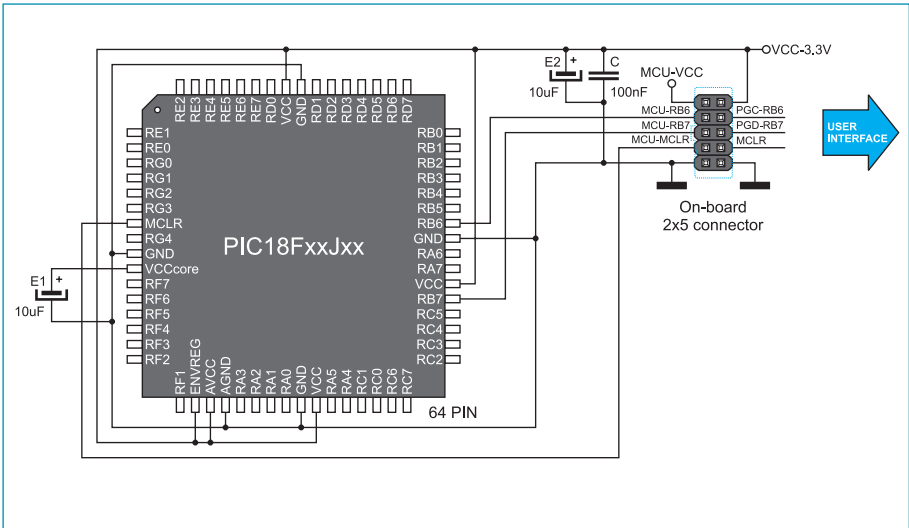 VCC-3.3V
E2
+
10uF
C
100nF
MCU-VCC
MCU-RB6
PGC-RB6
MCU-RB7
PGD-RB7
MCU-MCLR
MCLR
USER
INTERFACE
On-board
2x5 connector
RE2
RE3
RE4
RE5
RE6
RE7
RD0
VCC
GND
RD1
RD2
RD3
RD4
RD5
RD6
RD7
RE1
RE0
RG0
RG1
RG2
RG3
MCLR
RG4
GND
VCCcore
RF7
RF6
RF5
RF4
RF3
RF2
PIC18FxxJxx
RB0
RB1
RB2
RB3
RB4
RB5
RB6
GND
RA6
RA7
VCC
RB7
RC5
RC4
RC3
RC2
E1
+
10uF
RF1
ENVREG
AVCC
AGND
RA3
RA2
RA1
RA0
GND
VCC
RA5
RA4
RC1
RC0
RC6
RC7
64 PIN